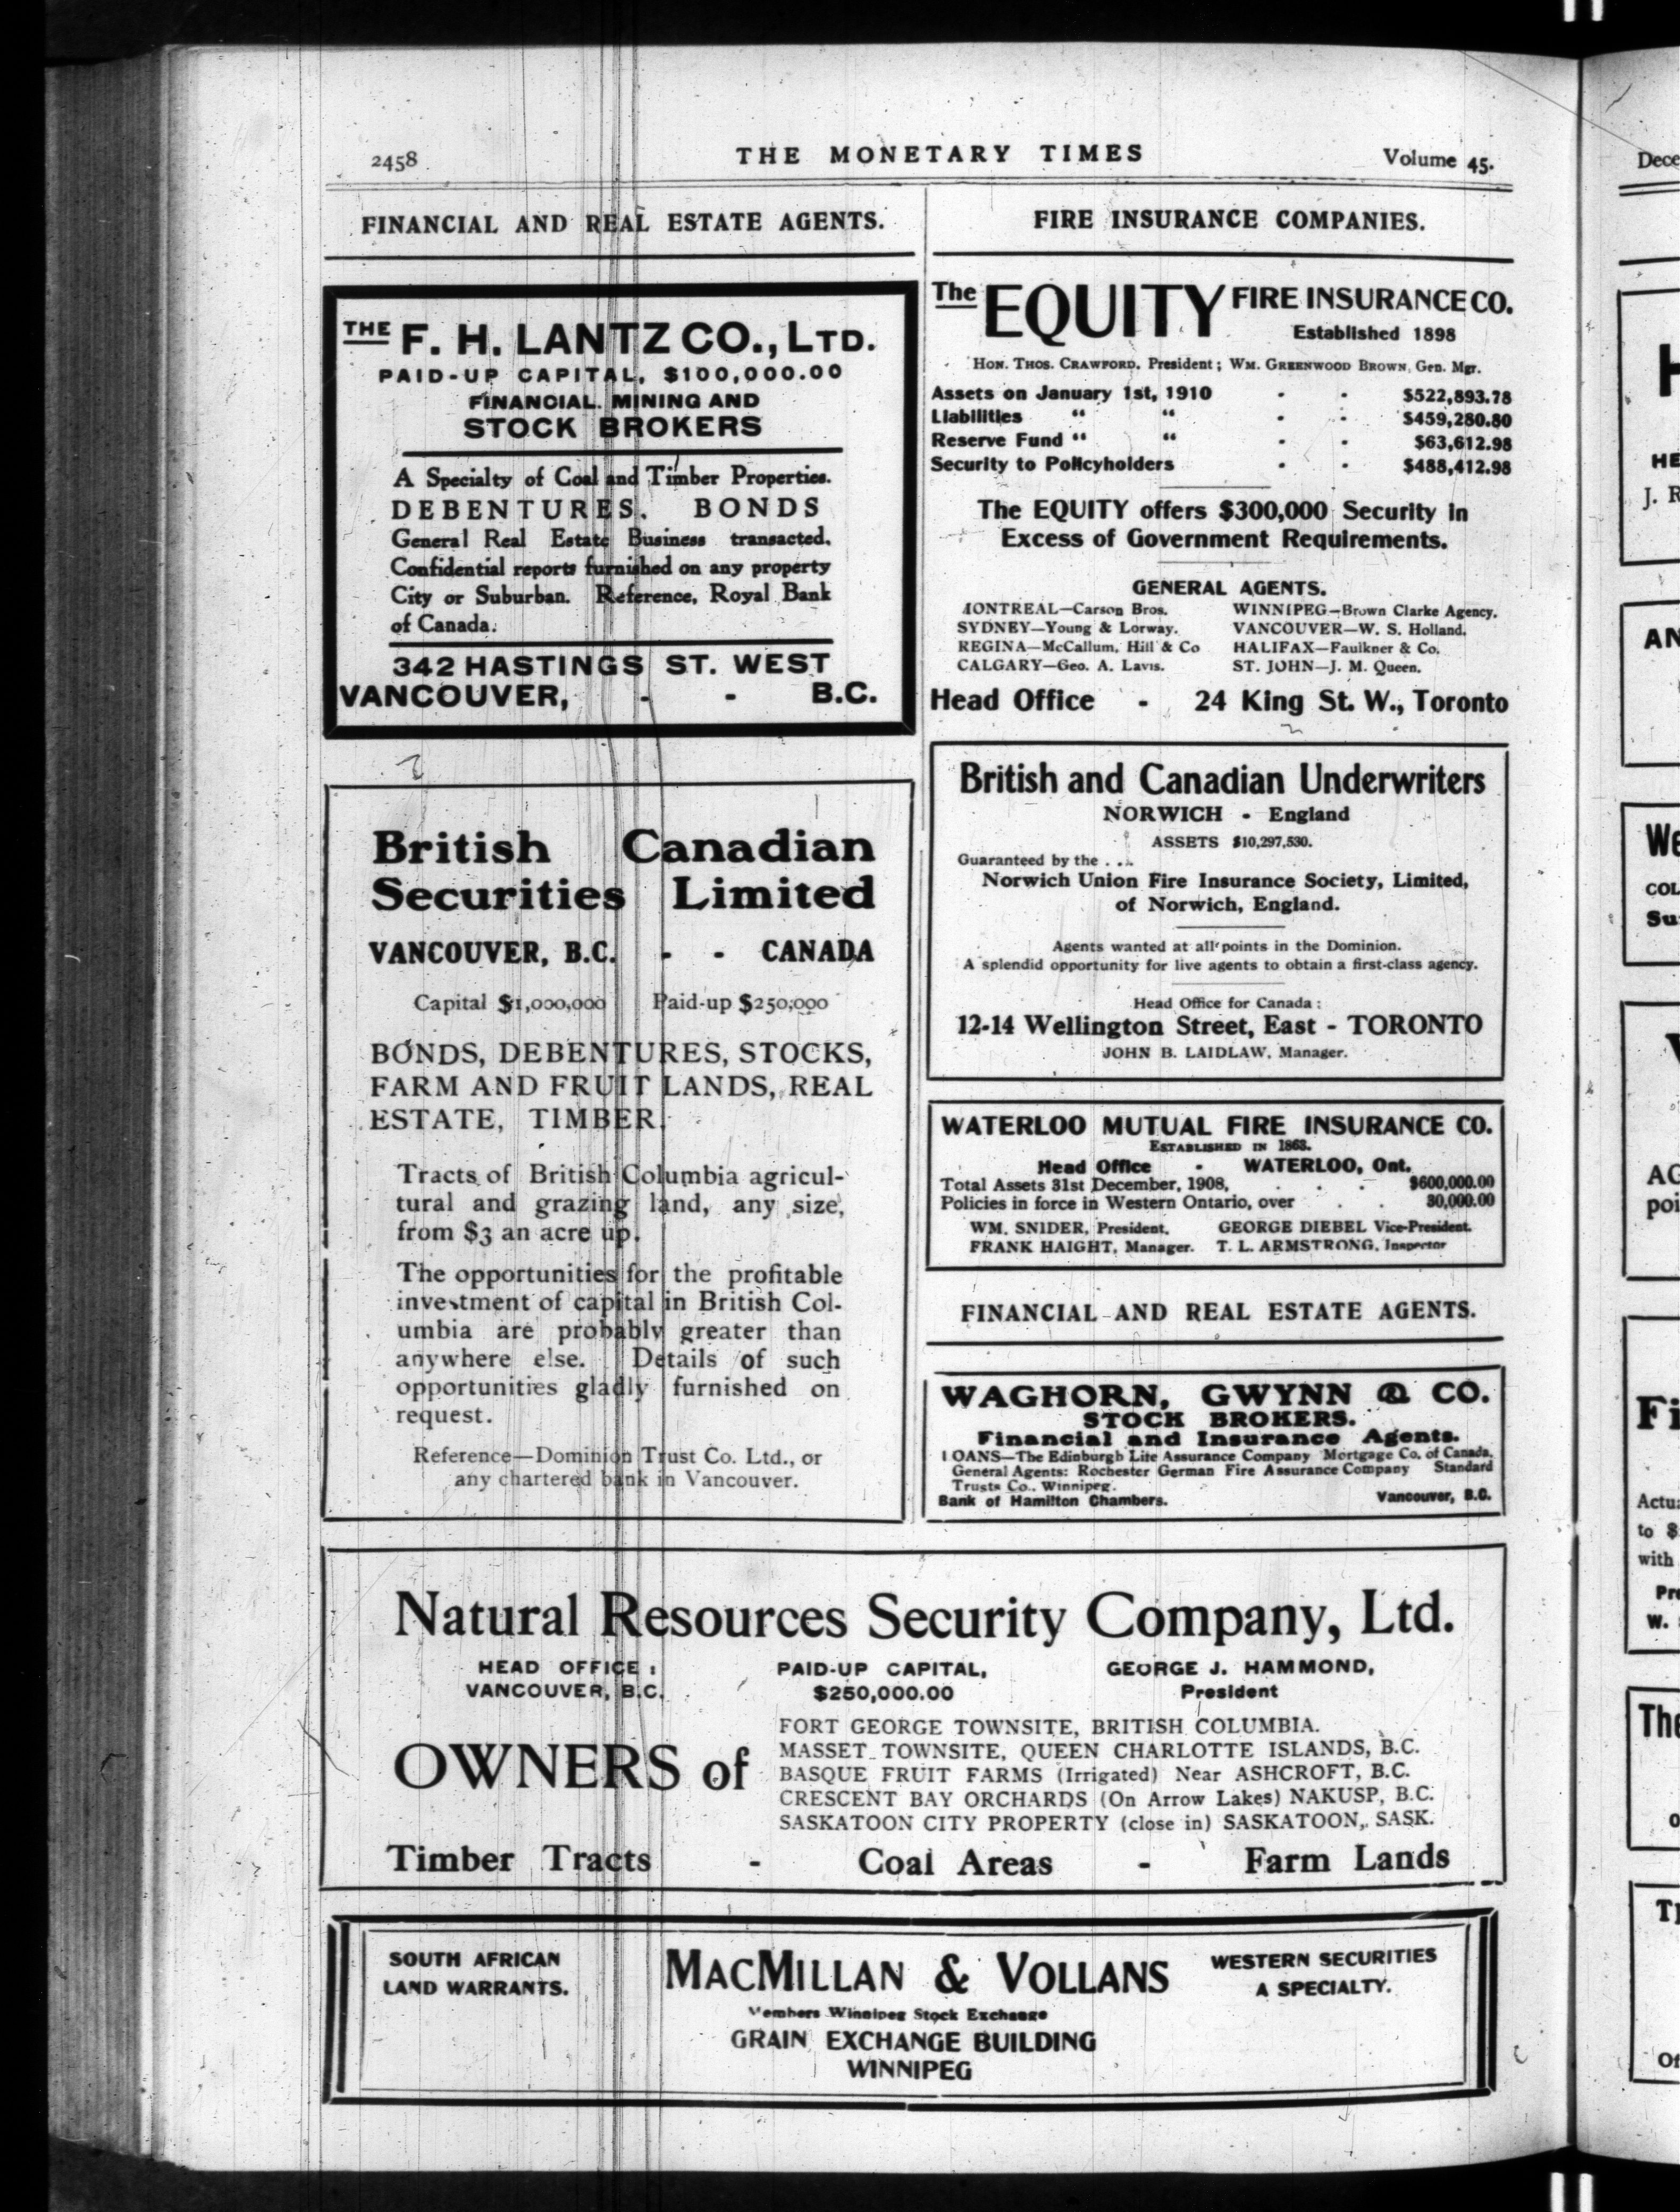 2458
THE MONETARY TIMES
Volume 45.
FINANCIAL AND REAL ESTATE AGENTS.
THE F. H. LANTZ CO., LTD.
PAID-UP CAPITAL, $100,000.00
FINANCIAL. MINING AND
STOCK BROKERS
A Specialty of Coal and Timber Properties.
DEBENTURES. BONDS
General Real Estate Business transacted.
Confidential reports furnished on any property
City or Suburban. Reference, Royal Bank
of Canada.
342 HASTINGS ST. WEST
VANCOUVER, - - B.C.
British Canadian
Securities Limited
VANCOUVER, B.C. - - CANADA
Capital $1,000,000 Paid-up $250,000
BONDS, DEBENTURES, STOCKS,
FARM AND FRUIT LANDS, REAL
ESTATE, TIMBER.
Tracts of British Columbia agricul-
tural and grazing land, any size,
from $3 an acre up.
The opportunities for the profitable
investment of capital in British Col-
umbia are probably greater than
anywhere else. Details of such
opportunities gladly furnished on
request.
Reference—Dominion Trust Co. Ltd., or
any chartered bank in Vancouver.
FIRE INSURANCE COMPANIES.
The EQUITY FIRE INSURANCE CO.
Established 1898
HON. THOS. CRAWFORD, President; WM. GREENWOOD BROWN, Gen. Mgr.
Assets on January 1st, 1910 - - $522,893.78
Liabilities " " - - $459,280.80
Reserve Fund " " - - $63,612.98
Security to Policyholders - - $488,412.98
The EQUITY offers $300,000 Security in
Excess of Government Requirements.
GENERAL AGENTS.
MONTREAL—Carson Bros. WINNIPEG—Brown Clarke Agency.
SYDNEY—Young & Lorway. VANCOUVER—W. S. Holland.
REGINA—McCallum, Hill & Co HALIFAX—Faulkner & Co.
CALGARY—Geo. A. Lavis. ST. JOHN—J. M. Queen.
Head Office - 24 King St. W., Toronto
British and Canadian Underwriters
NORWICH - England
ASSETS $10,297,530.
Guaranteed by the . . .
Norwich Union Fire Insurance Society, Limited,
of Norwich, England.
Agents wanted at all points in the Dominion.
A splendid opportunity for live agents to obtain a first-class agency.
Head Office for Canada:
12-14 Wellington Street, East - TORONTO
JOHN B. LAIDLAW, Manager.
WATERLOO MUTUAL FIRE INSURANCE CO.
ESTABLISHED IN 1863.
Head Office - WATERLOO, Ont.
Total Assets 31st December, 1908, . . . $600,000.00
Policies in force in Western Ontario, over . . 30,000.00
WM. SNIDER, President. GEORGE DIEBEL Vice-President.
FRANK HAIGHT, Manager. T. L. ARMSTRONG, Inspector
FINANCIAL AND REAL ESTATE AGENTS.
WAGHORN, GWYNN & CO.
STOCK BROKERS.
Financial and Insurance Agents.
LOANS—The Edinburgh Life Assurance Company Mortgage Co. of Canada.
General Agents: Rochester German Fire Assurance Company Standard
Trusts Co., Winnipeg.
Bank of Hamilton Chambers. Vancouver, B.C.
Natural Resources Security Company, Ltd.
HEAD OFFICE: PAID-UP CAPITAL, GEORGE J. HAMMOND,
VANCOUVER, B.C. $250,000.00 President
OWNERS of
FORT GEORGE TOWNSITE, BRITISH COLUMBIA.
MASSET TOWNSITE, QUEEN CHARLOTTE ISLANDS, B.C.
BASQUE FRUIT FARMS (Irrigated) Near ASHCROFT, B.C.
CRESCENT BAY ORCHARDS (On Arrow Lakes) NAKUSP, B.C.
SASKATOON CITY PROPERTY (close in) SASKATOON, SASK.
Timber Tracts - Coal Areas - Farm Lands
SOUTH AFRICAN
LAND WARRANTS.
MACMILLAN & VOLLANS
Members Winnipeg Stock Exchange
GRAIN EXCHANGE BUILDING
WINNIPEG
WESTERN SECURITIES
A SPECIALTY.